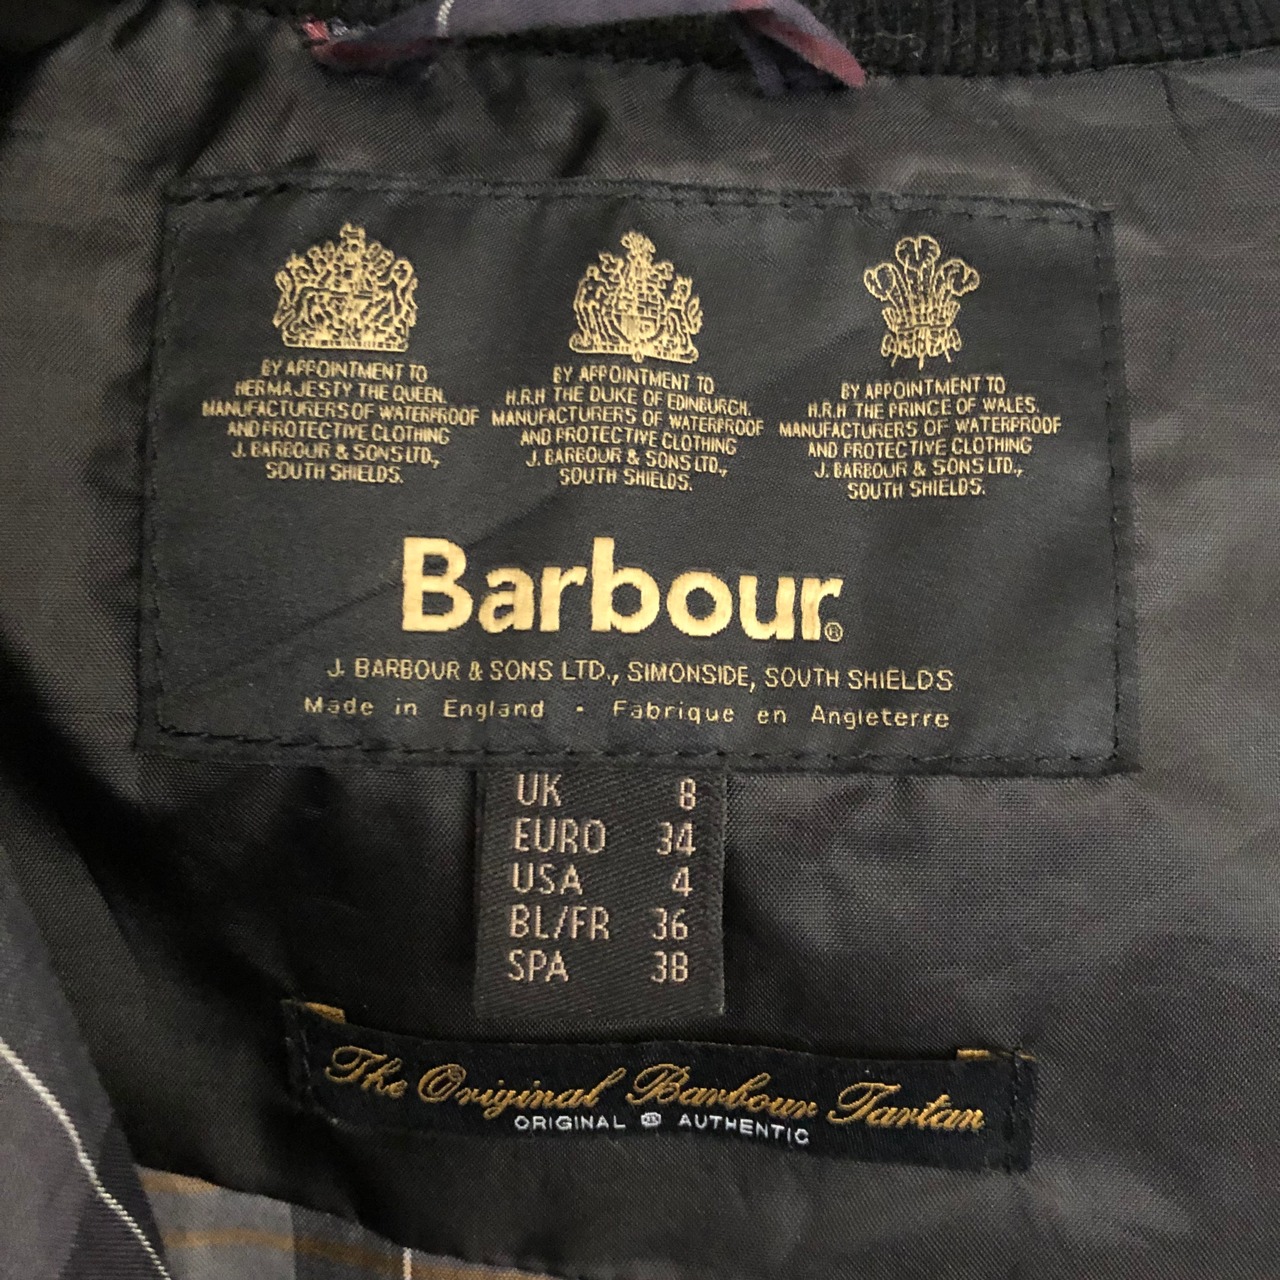 BY APPOINTMENT TO
HER MAJESTY THE QUEEN.
MANUFACTURERS OF WATERPROOF
AND PROTECTIVE CLOTHING
J. BARBOUR & SONS LTD.,
SOUTH SHIELDS.
BY APPOINTMENT TO
H.R.H THE DUKE OF EDINBURGH.
MANUFACTURERS OF WATERPROOF
AND PROTECTIVE CLOTHING
J. BARBOUR & SONS LTD.,
SOUTH SHIELDS.
BY APPOINTMENT TO
H.R.H THE PRINCE OF WALES.
MANUFACTURERS OF WATERPROOF
AND PROTECTIVE CLOTHING
J. BARBOUR & SONS LTD.,
SOUTH SHIELDS.
Barbour®
J. BARBOUR & SONS LTD., SIMONSIDE, SOUTH SHIELDS
Made in England · Fabrique en Angleterre
UK 8
EURO 34
USA 4
BL/FR 36
SPA 38
The Original Barbour Tartan
ORIGINAL AUTHENTIC